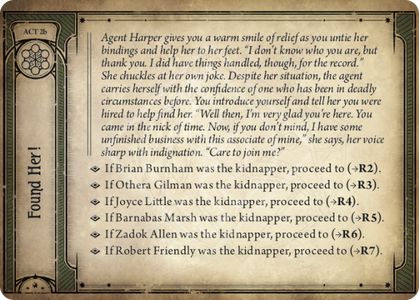 ACT 2b
Found Her!
Agent Harper gives you a warm smile of relief as you untie her
bindings and help her to her feet. “I don’t know who you are, but
thank you. I did have things handled, though, for the record.”
She chuckles at her own joke. Despite her situation, the agent
carries herself with the confidence of one who has been in deadly
circumstances before. You introduce yourself and tell her you were
hired to help find her. “Well then, I’m very glad you’re here. You
came in the nick of time. Now, if you don’t mind, I have some
unfinished business with this associate of mine,” she says, her voice
sharp with indignation. “Care to join me?”
If Brian Burnham was the kidnapper, proceed to (→R2).
If Othera Gilman was the kidnapper, proceed to (→R3).
If Joyce Little was the kidnapper, proceed to (→R4).
If Barnabas Marsh was the kidnapper, proceed to (→R5).
If Zadok Allen was the kidnapper, proceed to (→R6).
If Robert Friendly was the kidnapper, proceed to (→R7).